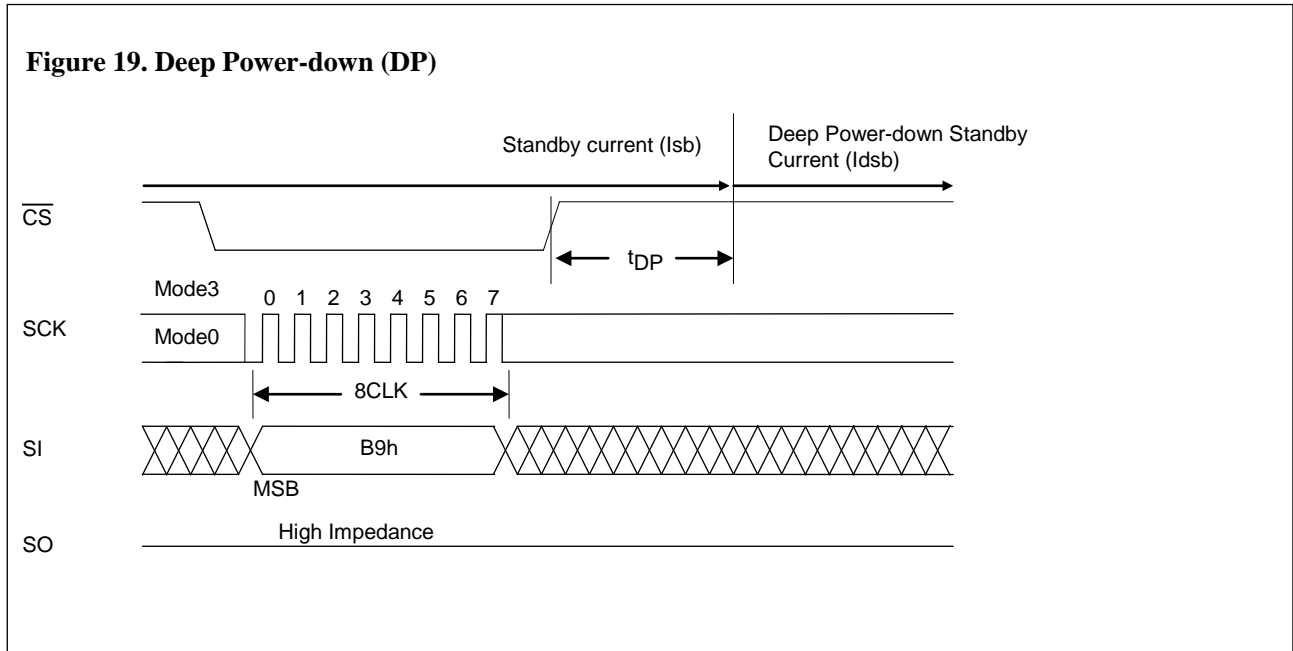 Figure 19. Deep Power-down (DP)
Standby current (Isb)
Deep Power-down Standby
Current (Idsb)
CS
tDP
Mode3
0 1 2 3 4 5 6 7
SCK
Mode0
8CLK
SI
B9h
MSB
High Impedance
SO